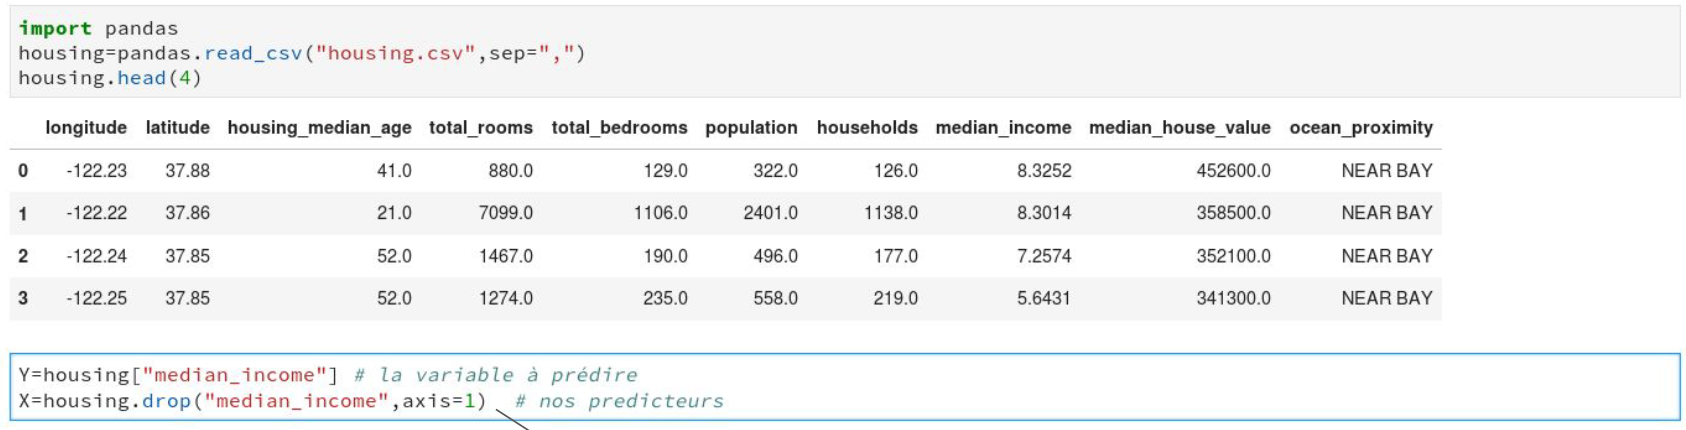 import pandas
housing=pandas.read_csv("housing.csv",sep=",")
housing.head(4)
longitude latitude housing_median_age total_rooms total_bedrooms population households median_income median_house_value ocean_proximity
0 -122.23 37.88 41.0 880.0 129.0 322.0 126.0 8.3252 452600.0 NEAR BAY
1 -122.22 37.86 21.0 7099.0 1106.0 2401.0 1138.0 8.3014 358500.0 NEAR BAY
2 -122.24 37.85 52.0 1467.0 190.0 496.0 177.0 7.2574 352100.0 NEAR BAY
3 -122.25 37.85 52.0 1274.0 235.0 558.0 219.0 5.6431 341300.0 NEAR BAY
Y=housing["median_income"] # la variable à prédire
X=housing.drop("median_income",axis=1) # nos predicteurs